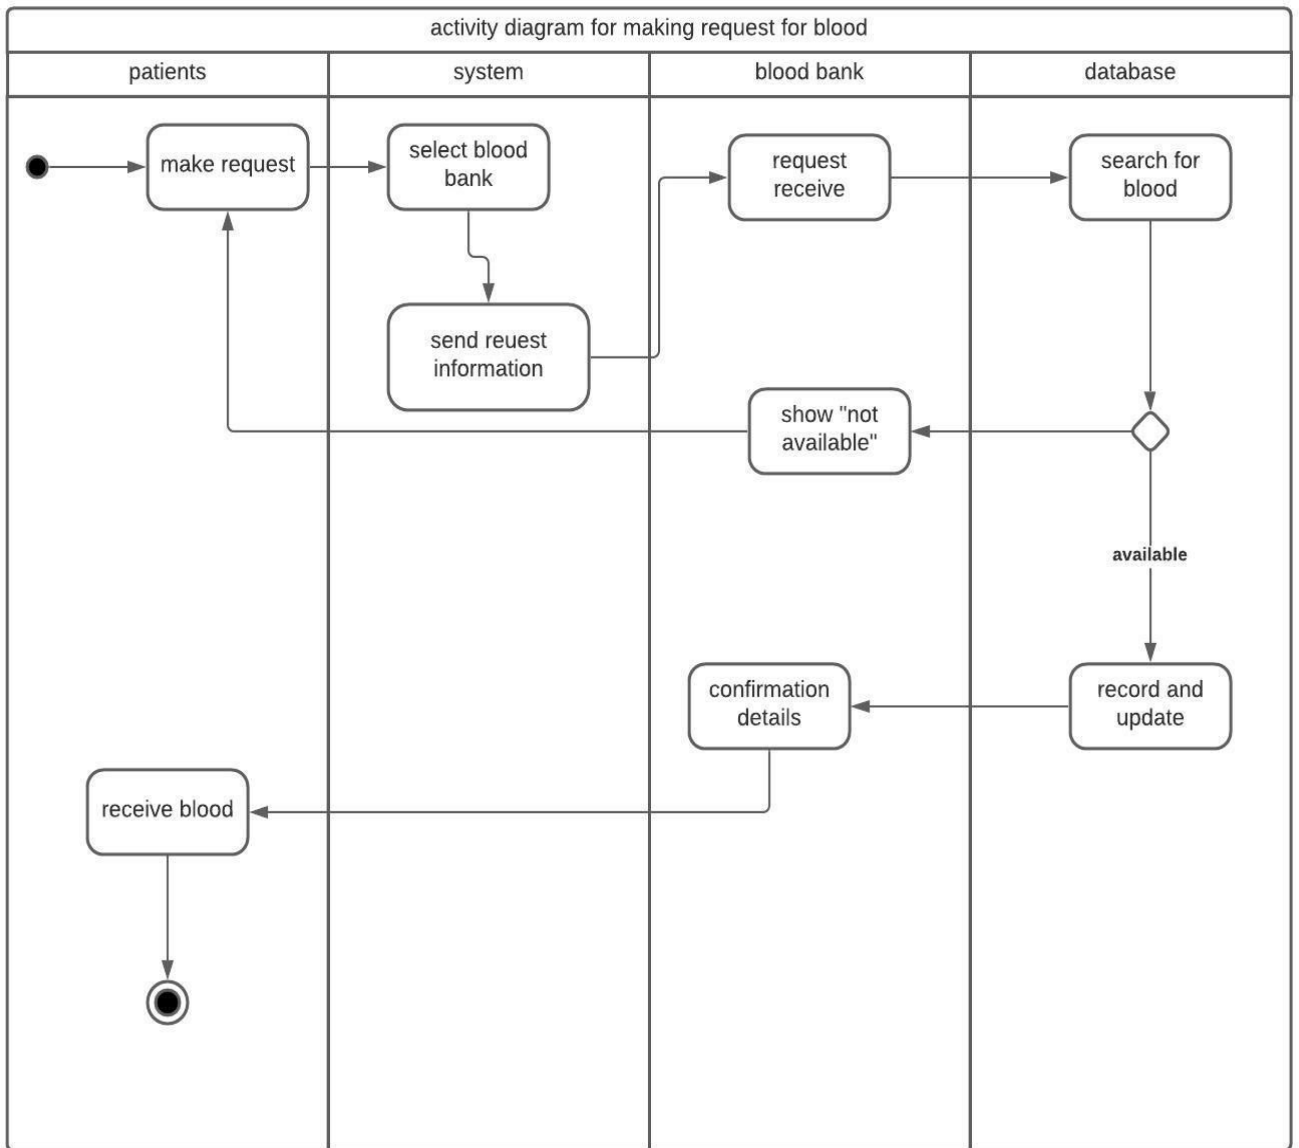 activity diagram for making request for blood
patients
system
blood bank
database
make request
select blood
bank
request
receive
search for
blood
send reuest
information
show "not
available"
available
confirmation
details
record and
update
receive blood